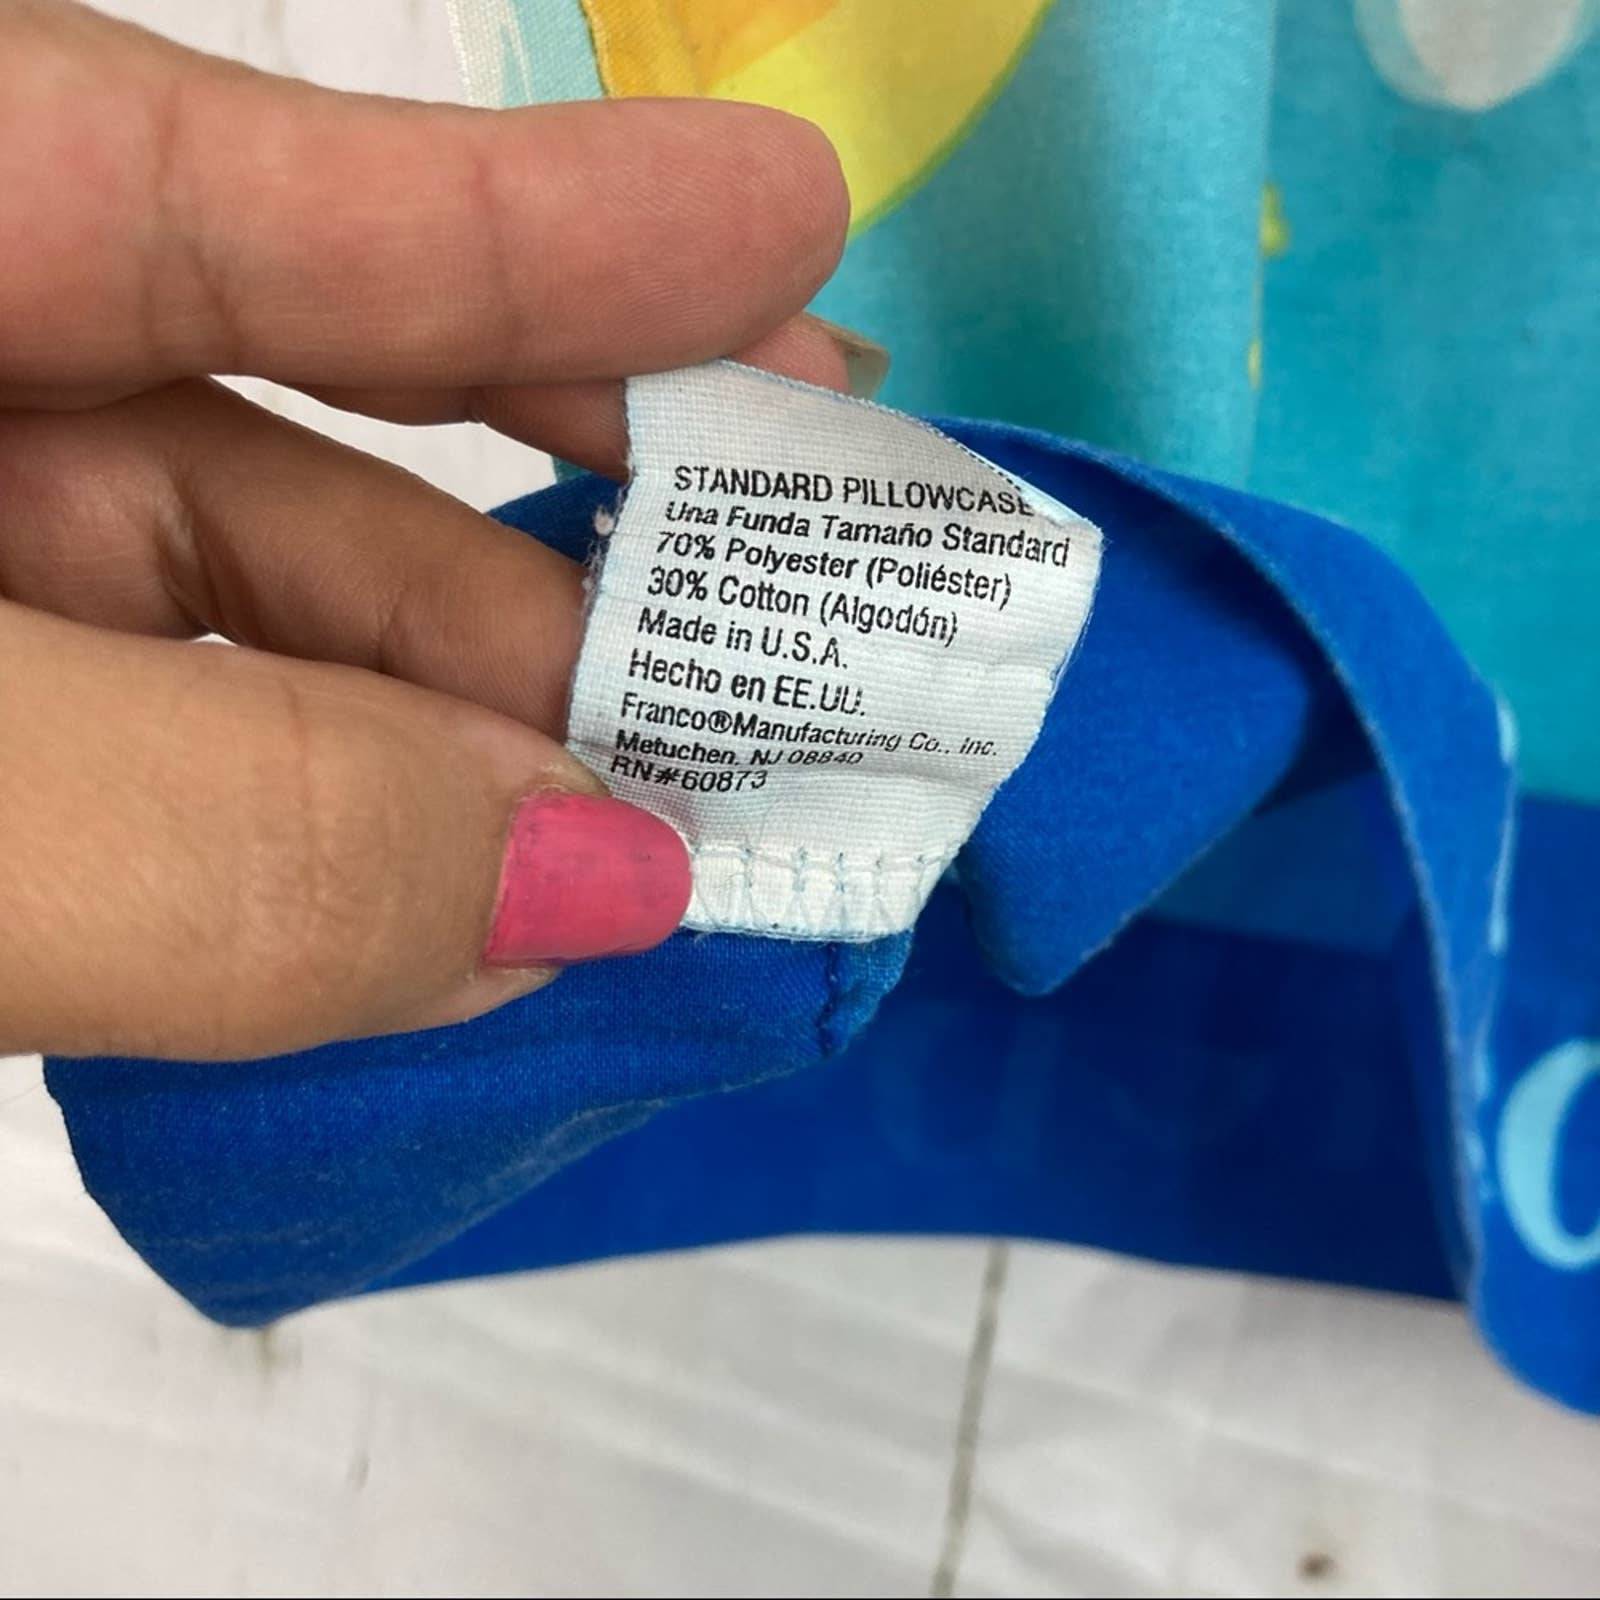 STANDARD PILLOWCASE
Una Funda Tamaño Standard
70% Polyester (Poliéster)
30% Cotton (Algodón)
Made in U.S.A.
Hecho en EE.UU.
Franco®Manufacturing Co., Inc.
Metuchen, NJ 08840
RN#60873